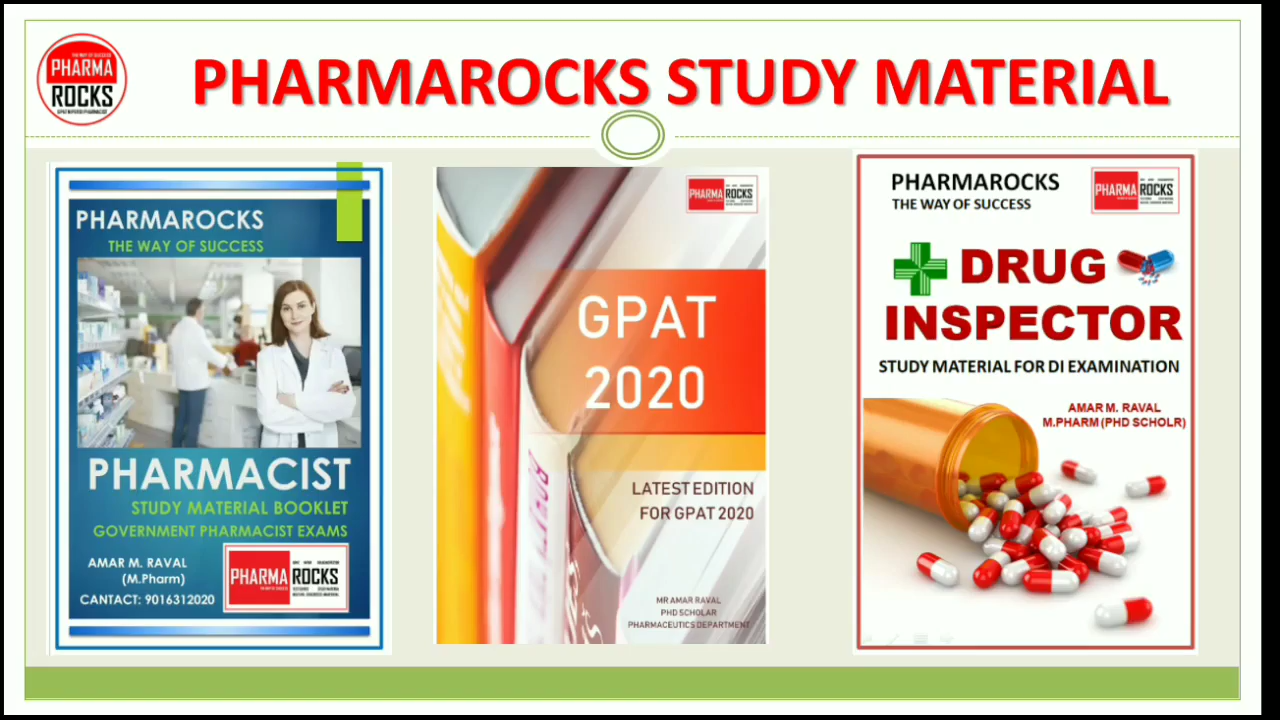 PHARMA
ROCKS
PHARMAROCKS STUDY MATERIAL
PHARMAROCKS
THE WAY OF SUCCESS
PHARMACIST
STUDY MATERIAL BOOKLET
GOVERNMENT PHARMACIST EXAMS
AMAR M. RAVAL
(M.Pharm)
CANTACT: 9016312020
PHARMA ROCKS
PHARMA ROCKS
GPAT
2020
LATEST EDITION
FOR GPAT 2020
MR AMAR RAVAL
PHD SCHOLAR
PHARMACEUTICS DEPARTMENT
PHARMAROCKS
THE WAY OF SUCCESS
PHARMA ROCKS
DRUG
INSPECTOR
STUDY MATERIAL FOR DI EXAMINATION
AMAR M. RAVAL
M.PHARM (PHD SCHOLR)